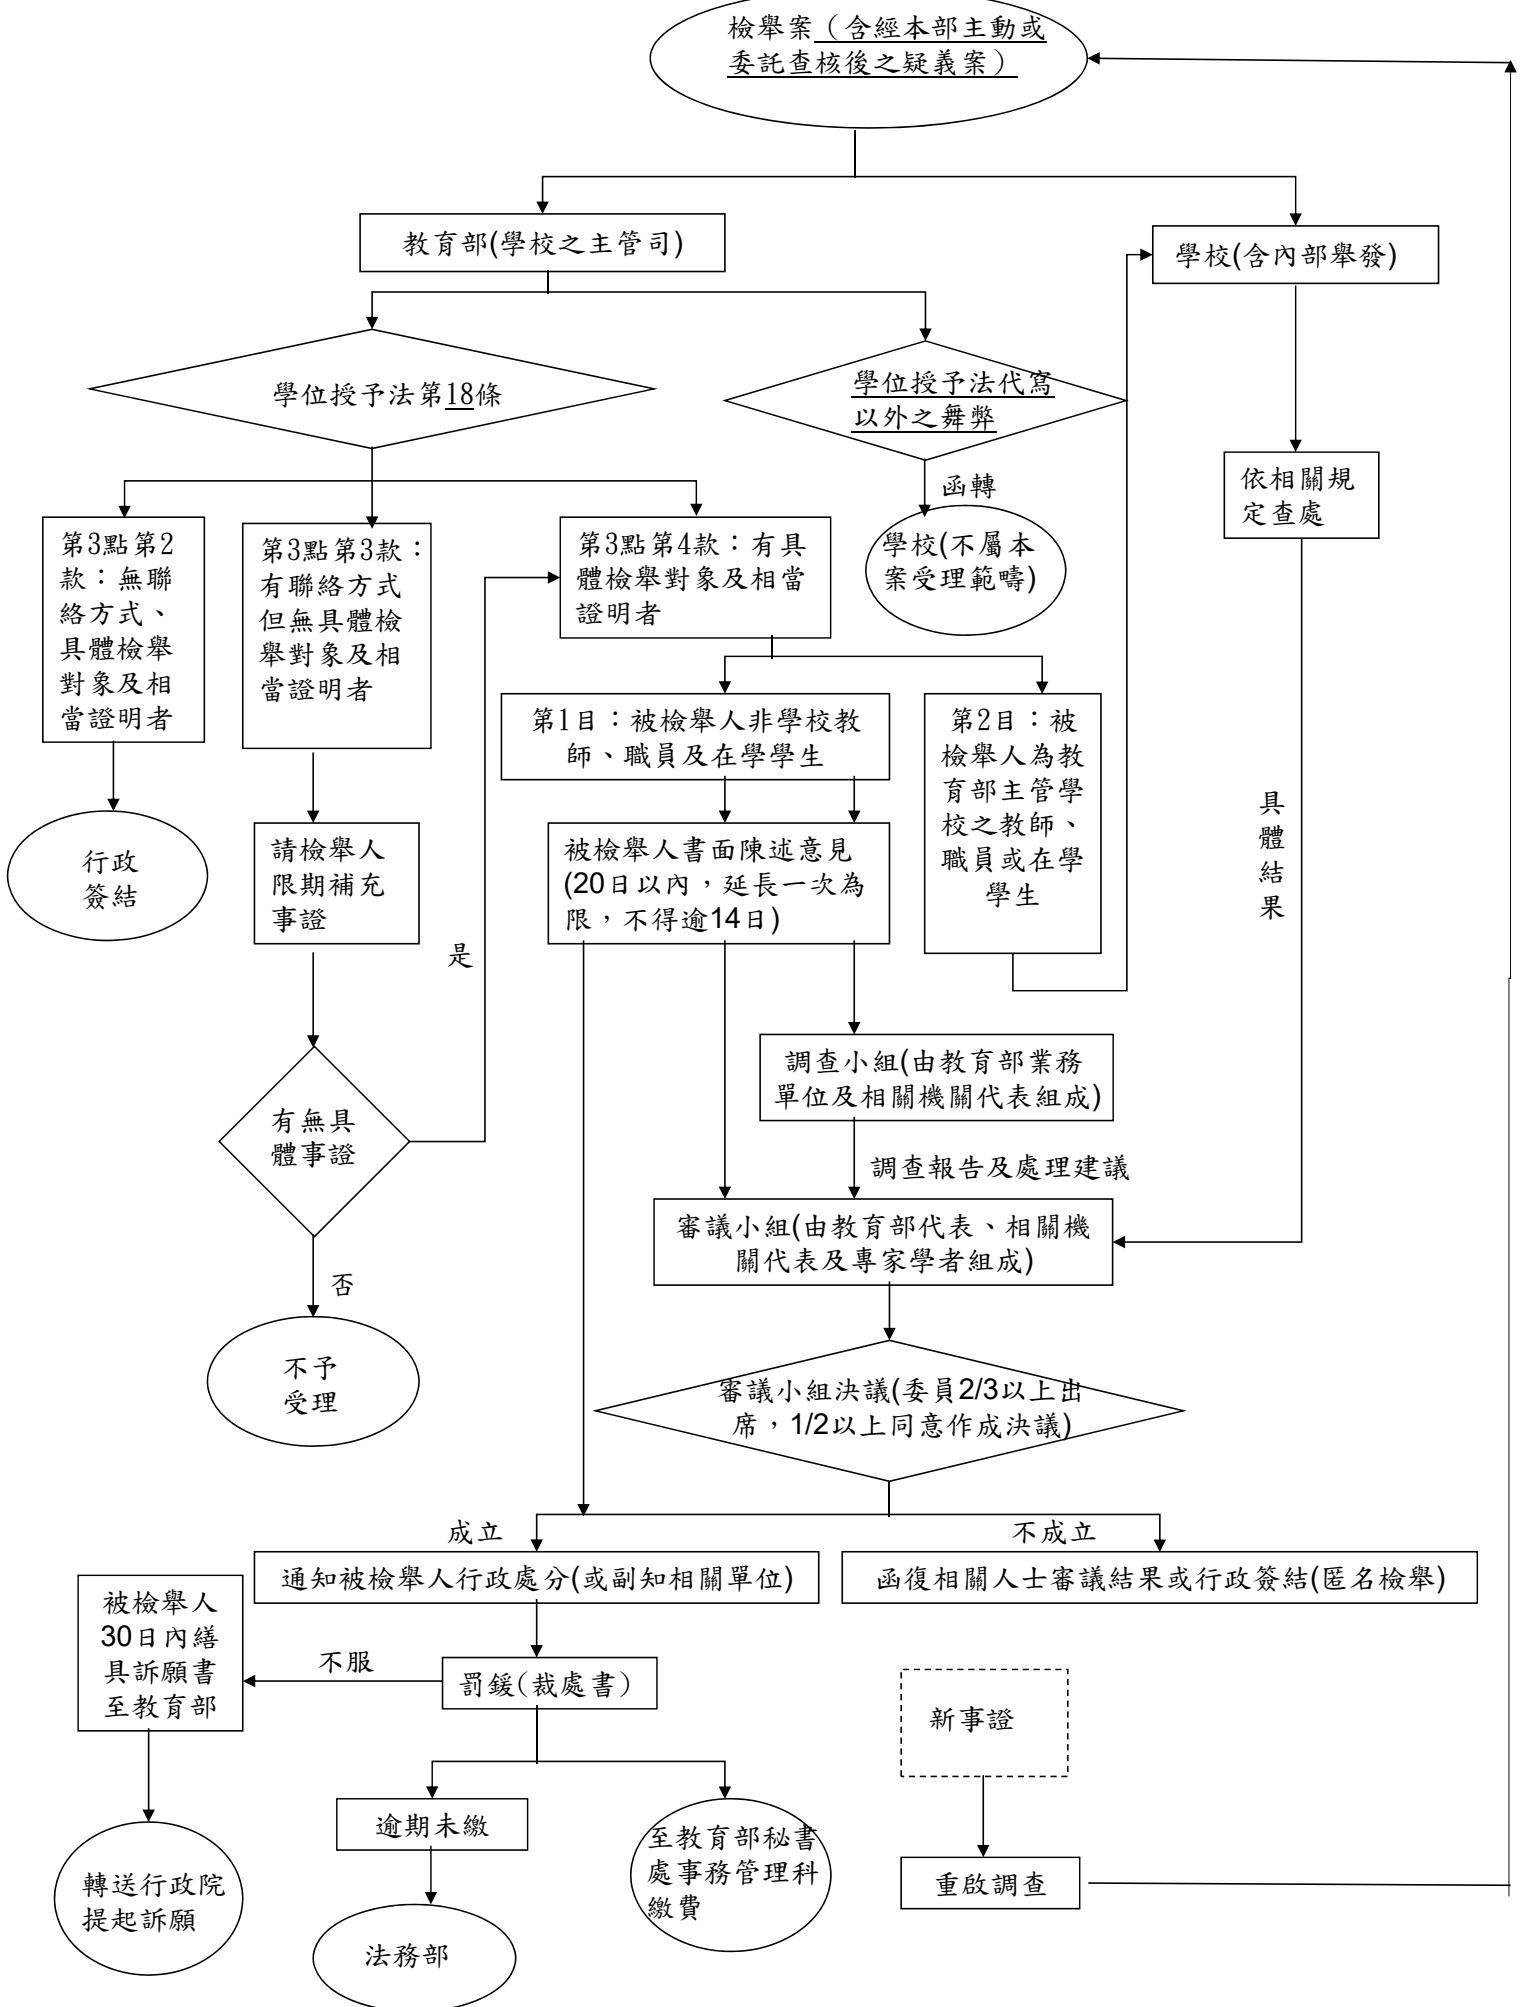 檢舉案（含經本部主動或
委託查核後之疑義案）
教育部(學校之主管司)
學校(含內部舉發)
學位授予法第18條
學位授予法代寫
以外之舞弊
函轉
學校(不屬本
案受理範疇)
依相關規
定查處
第3點第2
款：無聯
絡方式、
具體檢舉
對象及相
當證明者
第3點第3款：
有聯絡方式
但無具體檢
舉對象及相
當證明者
第3點第4款：有具
體檢舉對象及相當
證明者
第1目：被檢舉人非學校教
師、職員及在學學生
第2目：被
檢舉人為教
育部主管學
校之教師、
職員或在學
學生
行政
簽結
請檢舉人
限期補充
事證
被檢舉人書面陳述意見
(20日以內，延長一次為
限，不得逾14日)
具
體
結
果
是
調查小組(由教育部業務
單位及相關機關代表組成)
有無具
體事證
調查報告及處理建議
審議小組(由教育部代表、相關機
關代表及專家學者組成)
否
不予
受理
審議小組決議(委員2/3以上出
席，1/2以上同意作成決議)
成立
不成立
通知被檢舉人行政處分(或副知相關單位)
函復相關人士審議結果或行政簽結(匿名檢舉)
被檢舉人
30日內繕
具訴願書
至教育部
不服
罰鍰(裁處書)
新事證
逾期未繳
至教育部秘書
處事務管理科
繳費
重啟調查
轉送行政院
提起訴願
法務部